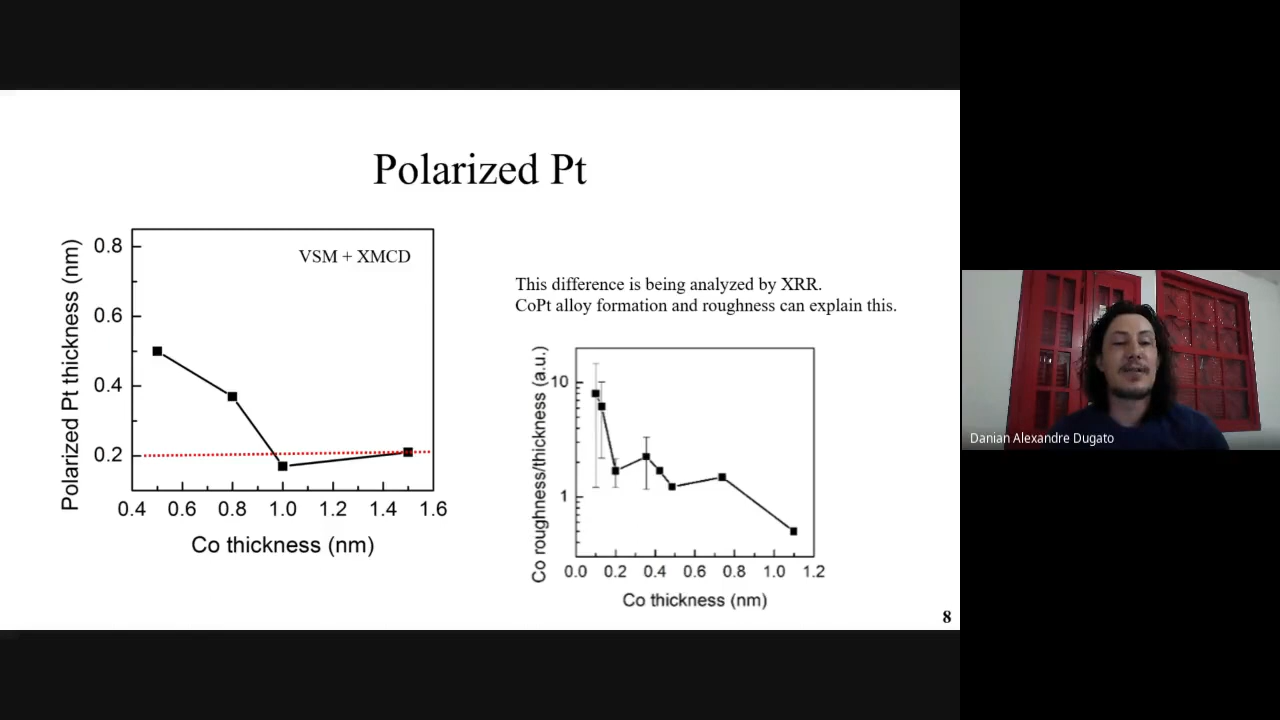 Polarized Pt
VSM + XMCD
Polarized Pt thickness (nm)
0.8
0.6
0.4
0.2
0.4 0.6 0.8 1.0 1.2 1.4 1.6
Co thickness (nm)
This difference is being analyzed by XRR.
CoPt alloy formation and roughness can explain this.
Co roughness/thickness (a.u.)
10
1
0.0 0.2 0.4 0.6 0.8 1.0 1.2
Co thickness (nm)
8
Danian Alexandre Dugato